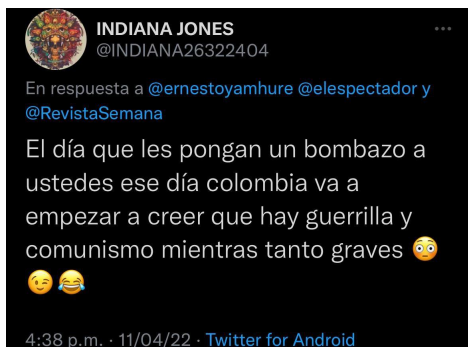 INDIANA JONES
@INDIANA26322404
En respuesta a @ernestoyamhure @elespectador y
@RevistaSemana
El día que les pongan un bombazo a
ustedes ese día colombia va a
empezar a creer que hay guerrilla y
comunismo mientras tanto graves 😳
😉😂
4:38 p.m. · 11/04/22 · Twitter for Android